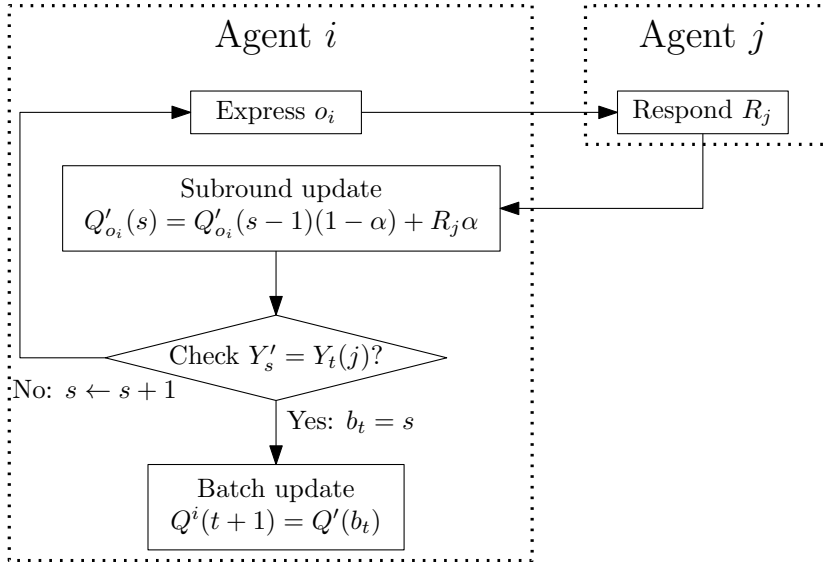 Agent i
Agent j
Express o_i
Respond R_j
Subround update
Q'_{o_i}(s) = Q'_{o_i}(s − 1)(1 − α) + R_jα
Check Y'_s = Y_t(j)?
No: s ← s + 1
Yes: b_t = s
Batch update
Q^i(t + 1) = Q'(b_t)